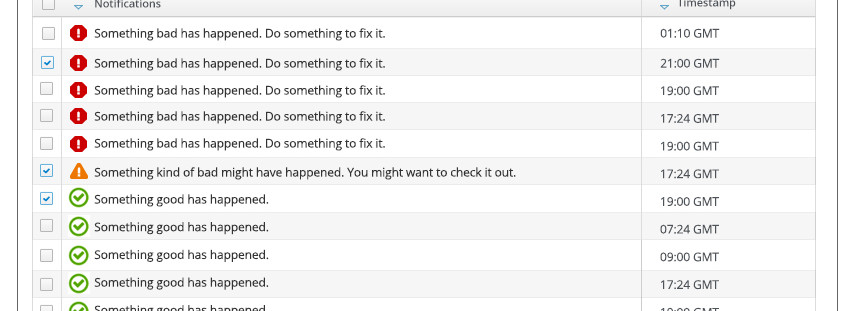 Notifications Timestamp
Something bad has happened. Do something to fix it. 01:10 GMT
Something bad has happened. Do something to fix it. 21:00 GMT
Something bad has happened. Do something to fix it. 19:00 GMT
Something bad has happened. Do something to fix it. 17:24 GMT
Something bad has happened. Do something to fix it. 19:00 GMT
Something kind of bad might have happened. You might want to check it out. 17:24 GMT
Something good has happened. 19:00 GMT
Something good has happened. 07:24 GMT
Something good has happened. 09:00 GMT
Something good has happened. 17:24 GMT
Something good has happened.